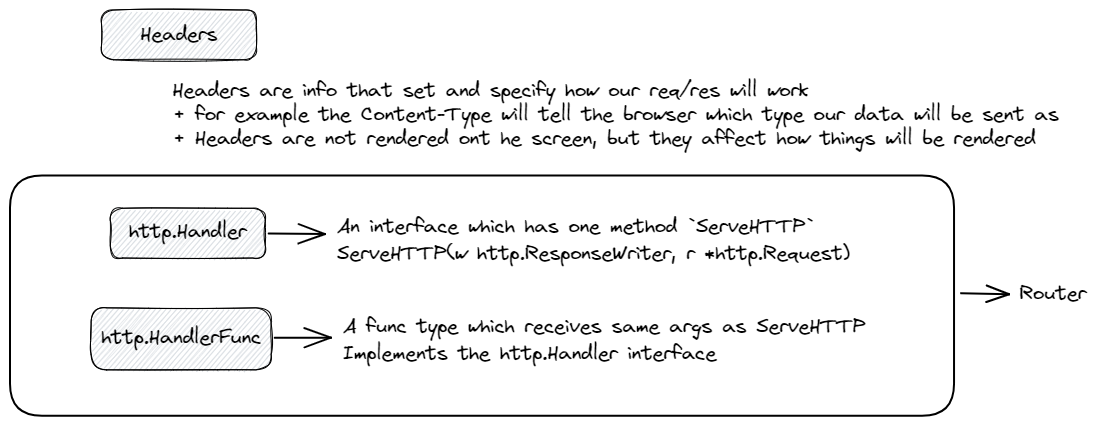 Headers
Headers are info that set and specify how our req/res will work
+ for example the Content-Type will tell the browser which type our data will be sent as
+ Headers are not rendered ont he screen, but they affect how things will be rendered
http.Handler
An interface which has one method `ServeHTTP`
ServeHTTP(w http.ResponseWriter, r *http.Request)
Router
http.HandlerFunc
A func type which receives same args as ServeHTTP
Implements the http.Handler interface